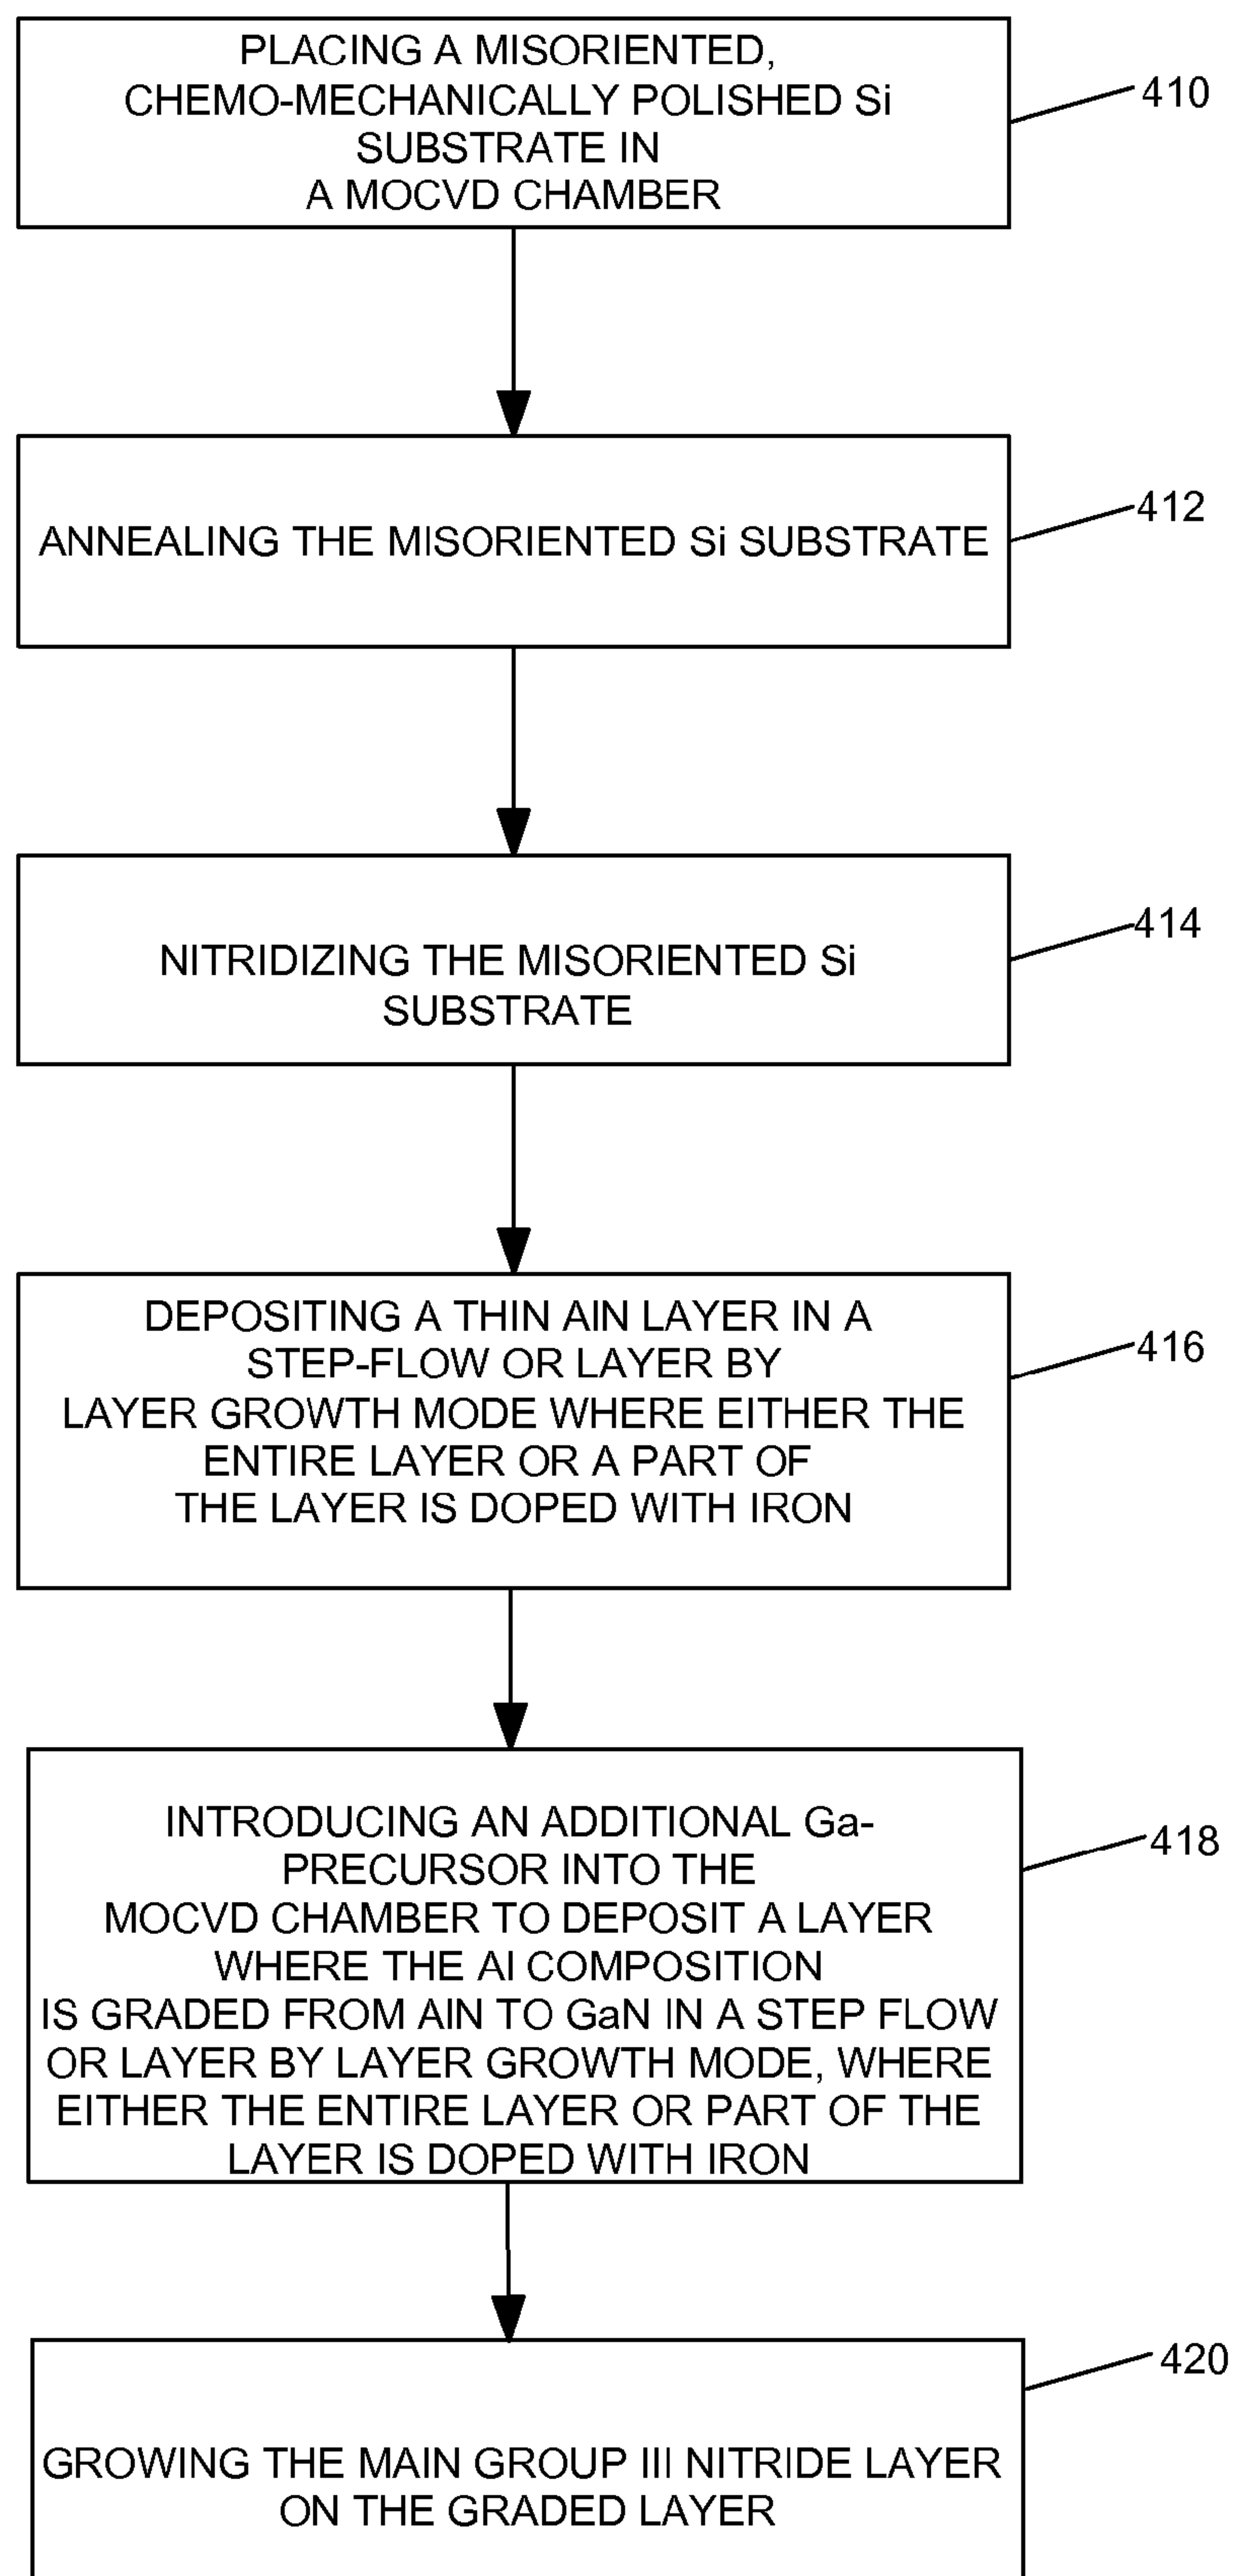 PLACING A MISORIENTED,
CHEMO-MECHANICALLY POLISHED Si
SUBSTRATE IN
A MOCVD CHAMBER
410
ANNEALING THE MISORIENTED Si SUBSTRATE
412
NITRIDIZING THE MISORIENTED Si
SUBSTRATE
414
DEPOSITING A THIN AlN LAYER IN A
STEP-FLOW OR LAYER BY
LAYER GROWTH MODE WHERE EITHER THE
ENTIRE LAYER OR A PART OF
THE LAYER IS DOPED WITH IRON
416
INTRODUCING AN ADDITIONAL Ga-
PRECURSOR INTO THE
MOCVD CHAMBER TO DEPOSIT A LAYER
WHERE THE Al COMPOSITION
IS GRADED FROM AlN TO GaN IN A STEP FLOW
OR LAYER BY LAYER GROWTH MODE, WHERE
EITHER THE ENTIRE LAYER OR PART OF THE
LAYER IS DOPED WITH IRON
418
GROWING THE MAIN GROUP III NITRIDE LAYER
ON THE GRADED LAYER
420